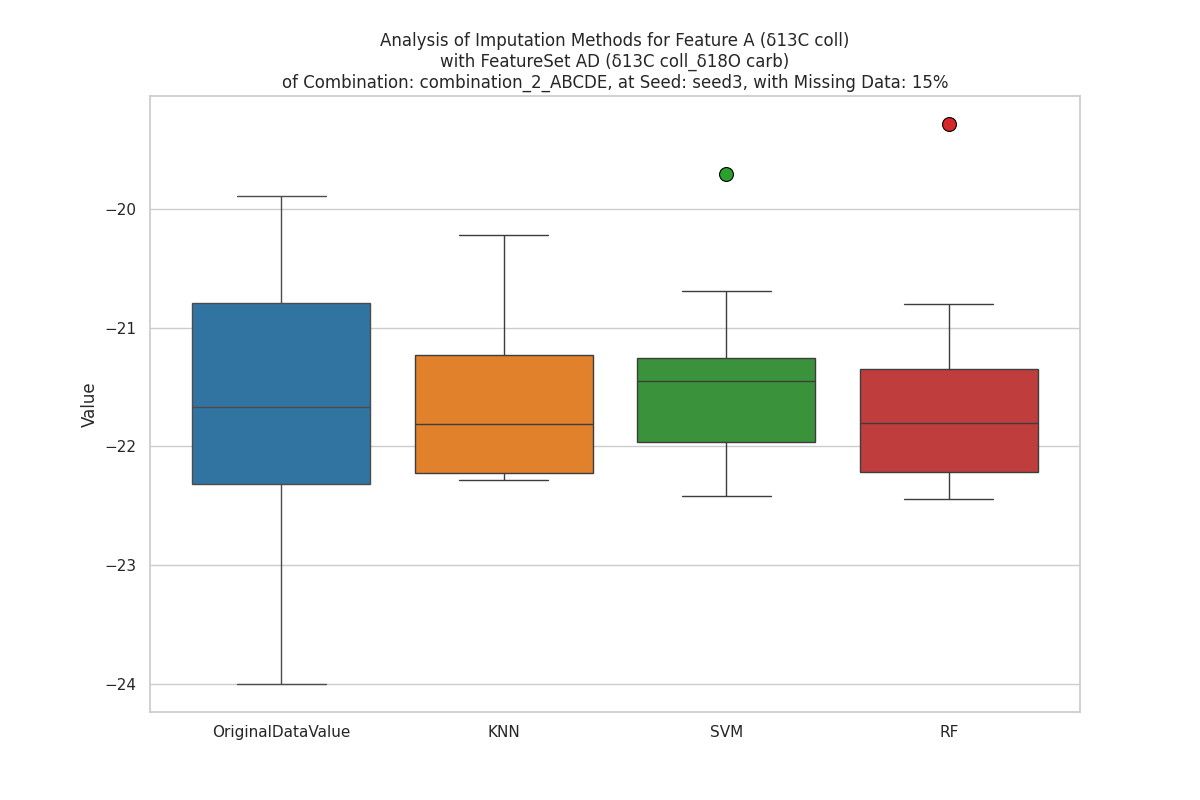 Analysis of Imputation Methods for Feature A (δ13C coll)
with FeatureSet AD (δ13C coll_δ18O carb)
of Combination: combination_2_ABCDE, at Seed: seed3, with Missing Data: 15%
Value
−20
−21
−22
−23
−24
OriginalDataValue
KNN
SVM
RF